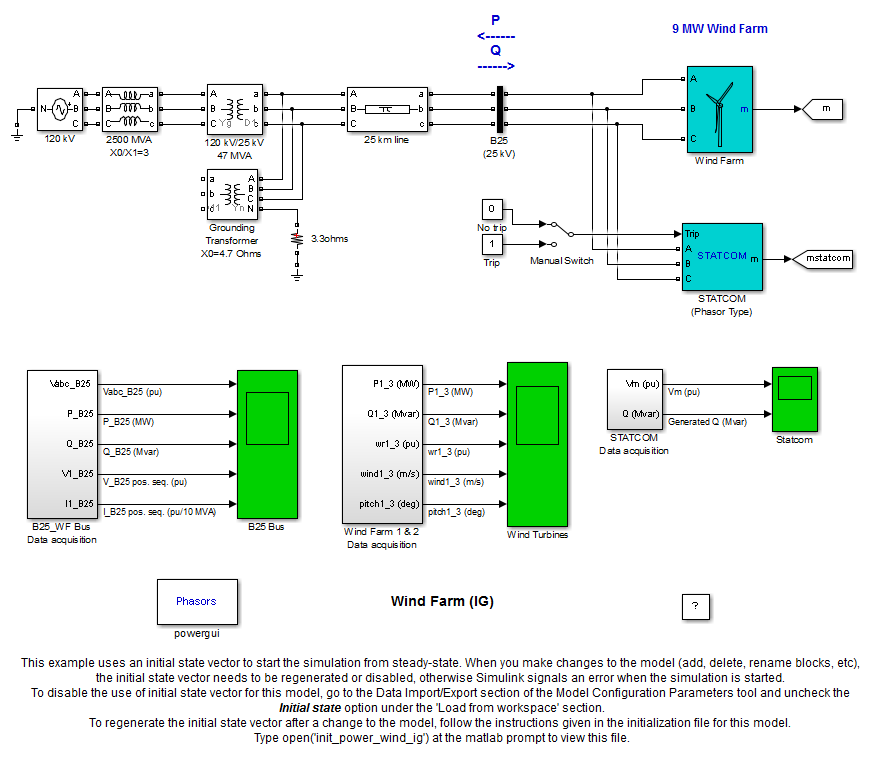 P
<------
Q
------>
9 MW Wind Farm
N
A
B
C
120 kV
A
B
C
a
b
c
2500 MVA
X0/X1=3
A
B
C
a
b
c
Yg
120 kV/25 kV
47 MVA
A
B
C
a
b
c
25 km line
B25
(25 kV)
A
B
C
m
Wind Farm
m
a
b
A
B
C
N
Yn
Grounding
Transformer
X0=4.7 Ohms
3.3ohms
0
No trip
1
Trip
Manual Switch
Trip
A
B
C
STATCOM
m
STATCOM
(Phasor Type)
mstatcom
Vabc_B25
P_B25
Q_B25
V1_B25
I1_B25
Vabc_B25 (pu)
P_B25 (MW)
Q_B25 (Mvar)
V_B25 pos. seq. (pu)
I_B25 pos. seq. (pu/10 MVA)
B25_WF Bus
Data acquisition
B25 Bus
P1_3 (MW)
Q1_3 (Mvar)
wr1_3 (pu)
wind1_3 (m/s)
pitch1_3 (deg)
P1_3 (MW)
Q1_3 (Mvar)
wr1_3 (pu)
wind1_3 (m/s)
pitch1_3 (deg)
Wind Farm 1 & 2
Data acquisition
Wind Turbines
Vm (pu)
Q (Mvar)
Vm (pu)
Generated Q (Mvar)
STATCOM
Data acquisition
Statcom
Phasors
powergui
Wind Farm (IG)
?
This example uses an initial state vector to start the simulation from steady-state. When you make changes to the model (add, delete, rename blocks, etc),
the initial state vector needs to be regenerated or disabled, otherwise Simulink signals an error when the simulation is started.
To disable the use of initial state vector for this model, go to the Data Import/Export section of the Model Configuration Parameters tool and uncheck the
Initial state option under the 'Load from workspace' section.
To regenerate the initial state vector after a change to the model, follow the instructions given in the initialization file for this model.
Type open('init_power_wind_ig') at the matlab prompt to view this file.